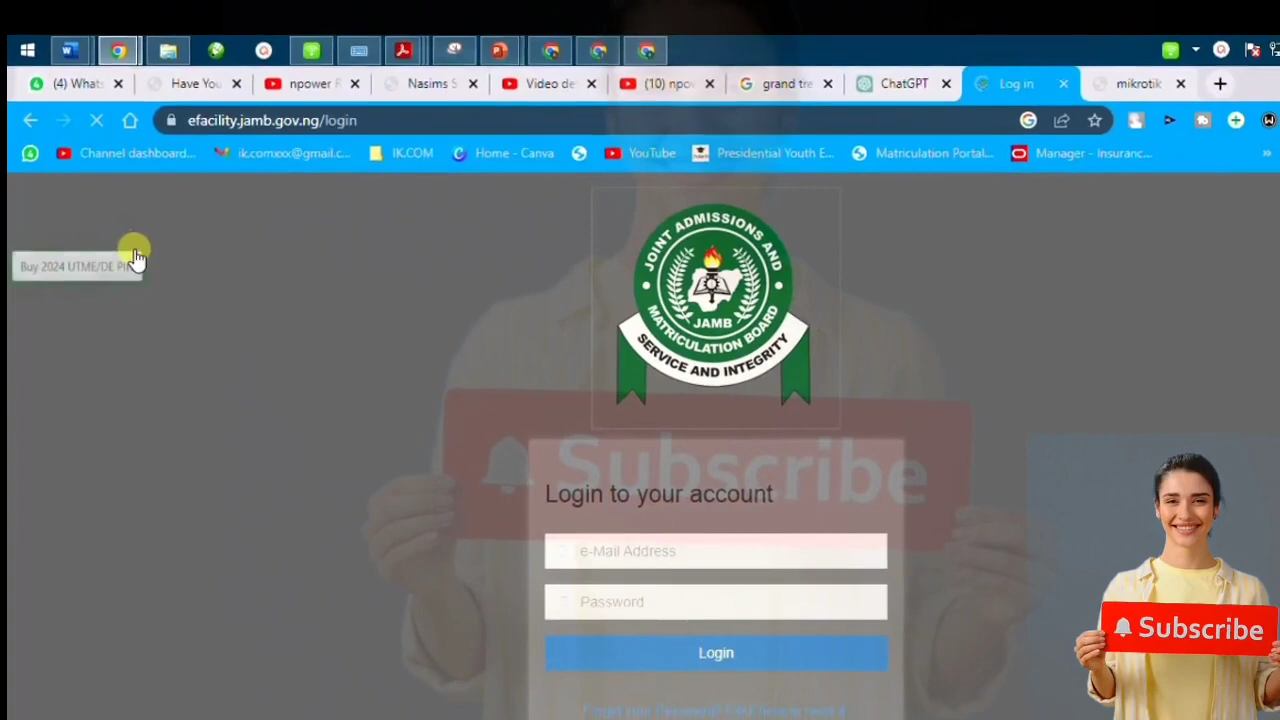 (4) Whats
Have You
npower R
Nasims S
Video de
(10) npo
grand tre
ChatGPT
Log in
mikrotik
efacility.jamb.gov.ng/login
Channel dashboard...
ik.comxxx@gmail.c...
IK.COM
Home - Canva
YouTube
Presidential Youth E...
Matriculation Portal...
Manager - Insuranc...
Buy 2024 UTME/DE PI
JOINT ADMISSIONS AND
MATRICULATION BOARD
JAMB
SERVICE AND INTEGRITY
Subscribe
Login to your account
e-Mail Address
Password
Login
Subscribe